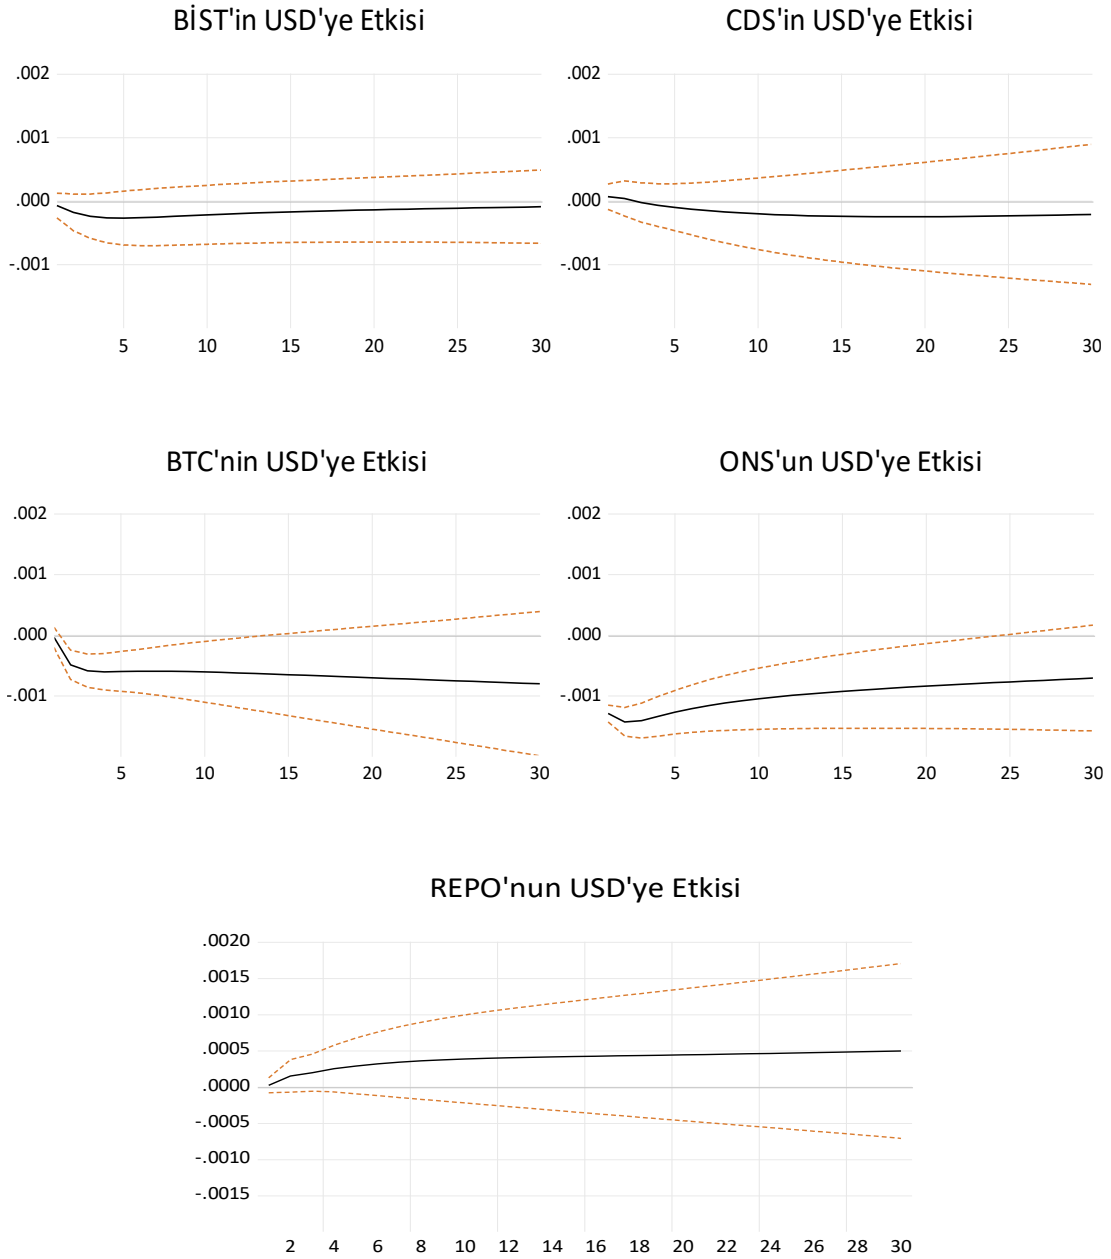 BİST'in USD'ye Etkisi
.002
.001
.000
-.001
5 10 15 20 25 30
CDS'in USD'ye Etkisi
.002
.001
.000
-.001
5 10 15 20 25 30
BTC'nin USD'ye Etkisi
.002
.001
.000
-.001
5 10 15 20 25 30
ONS'un USD'ye Etkisi
.002
.001
.000
-.001
5 10 15 20 25 30
REPO'nun USD'ye Etkisi
.0020
.0015
.0010
.0005
.0000
-.0005
-.0010
-.0015
2 4 6 8 10 12 14 16 18 20 22 24 26 28 30